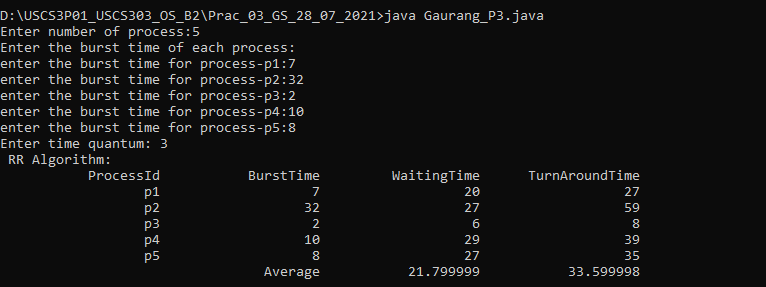 D:\USCS3P01_USCS303_OS_B2\Prac_03_GS_28_07_2021>java Gaurang_P3.java
Enter number of process:5
Enter the burst time of each process:
enter the burst time for process-p1:7
enter the burst time for process-p2:32
enter the burst time for process-p3:2
enter the burst time for process-p4:10
enter the burst time for process-p5:8
Enter time quantum: 3
RR Algorithm:
ProcessId BurstTime WaitingTime TurnAroundTime
p1 7 20 27
p2 32 27 59
p3 2 6 8
p4 10 29 39
p5 8 27 35
Average 21.799999 33.599998